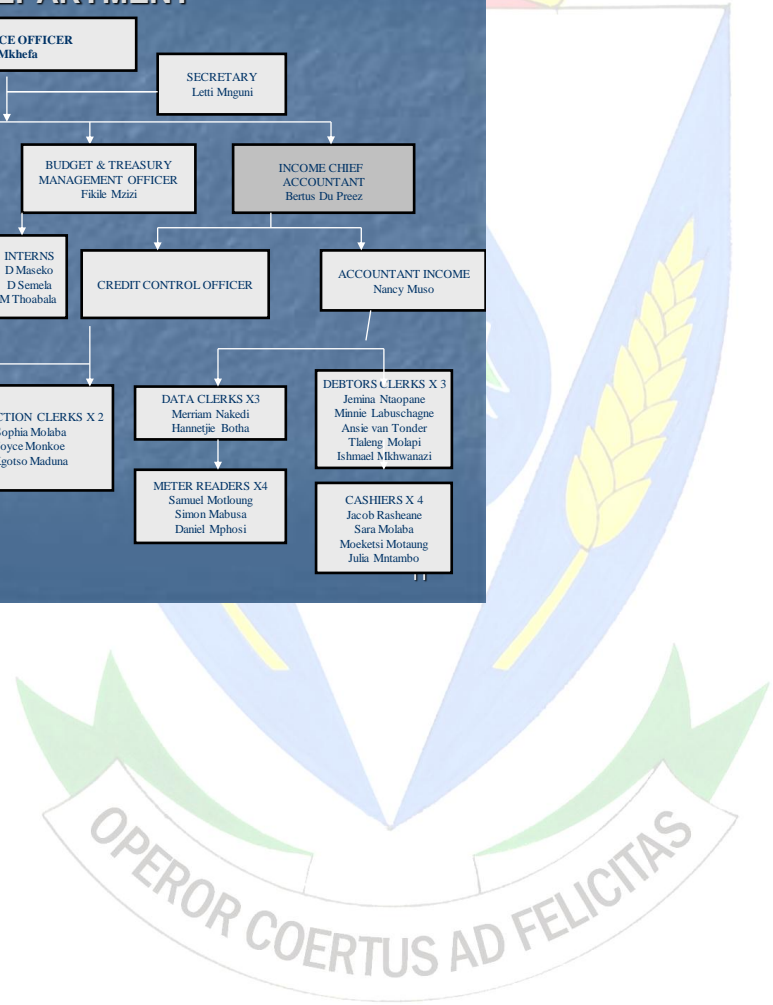 EPARTMENT
CE OFFICER
Mkhefa
SECRETARY
Letti Mnguni
BUDGET & TREASURY
MANAGEMENT OFFICER
Fikile Mzizi
INCOME CHIEF
ACCOUNTANT
Bertus Du Preez
INTERNS
D Maseko
D Semela
M Thoabala
CREDIT CONTROL OFFICER
ACCOUNTANT INCOME
Nancy Muso
CTION CLERKS X 2
ophia Molaba
oyce Monkoe
gotso Maduna
DATA CLERKS X3
Merriam Nakedi
Hannetjie Botha
DEBTORS CLERKS X 3
Jemina Ntaopane
Minnie Labuschagne
Ansie van Tonder
Tlaleng Molapi
Ishmael Mkhwanazi
METER READERS X4
Samuel Motloung
Simon Mabusa
Daniel Mphosi
CASHIERS X 4
Jacob Rasheane
Sara Molaba
Moeketsi Motaung
Julia Mntambo
OPEROR COERTUS AD FELICITAS